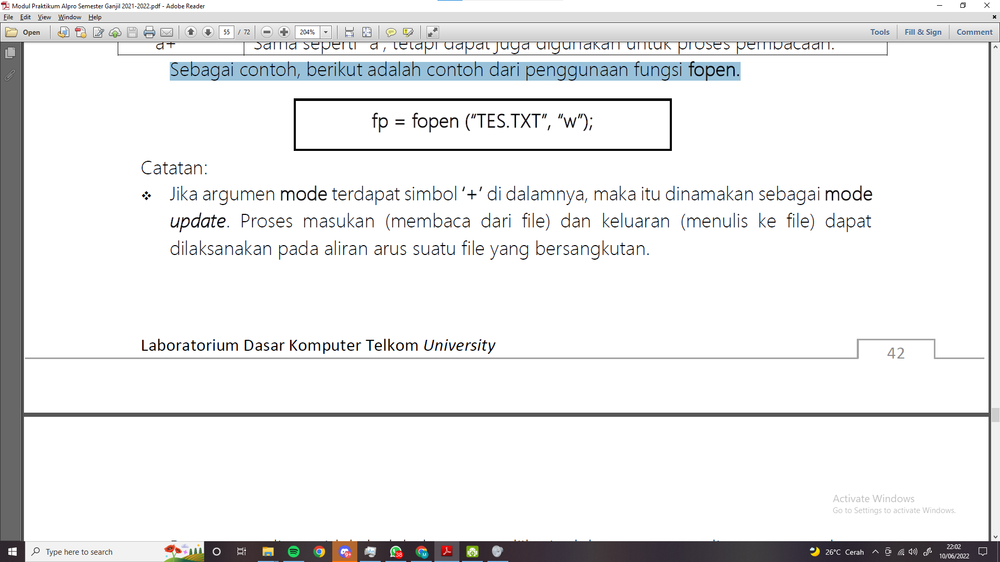 Modul Praktikum Alpro Semester Ganjil 2021-2022.pdf - Adobe Reader
File Edit View Window Help
Open 55 / 72 204% Tools Fill & Sign Comment
a+ Sama seperti "a", tetapi dapat juga digunakan untuk proses pembacaan.
Sebagai contoh, berikut adalah contoh dari penggunaan fungsi fopen.
fp = fopen (“TES.TXT”, “w”);
Catatan:
❖ Jika argumen mode terdapat simbol ‘+’ di dalamnya, maka itu dinamakan sebagai mode
update. Proses masukan (membaca dari file) dan keluaran (menulis ke file) dapat
dilaksanakan pada aliran arus suatu file yang bersangkutan.
Laboratorium Dasar Komputer Telkom University
42
Activate Windows
Go to Settings to activate Windows.
Type here to search
9+
38
M
26°C Cerah
22:02
10/06/2022